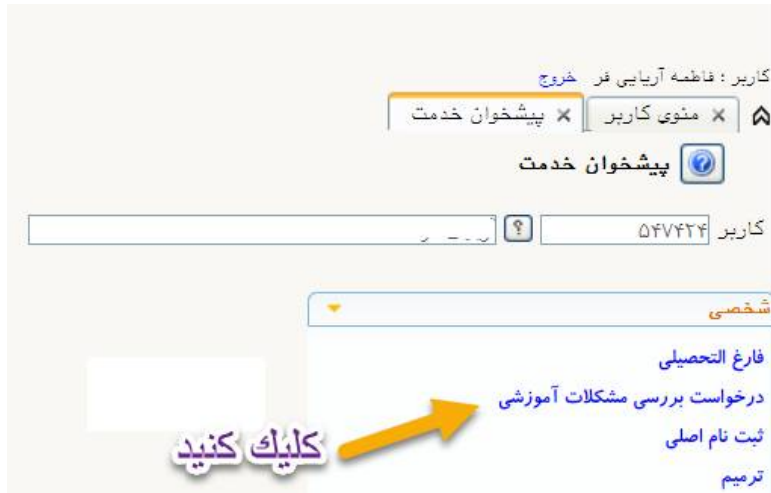 کاربر : فاطمه آریایی فر خروج
منوی کاربر پیشخوان خدمت
پیشخوان خدمت
کاربر ۵۴۷۴۲۴
شخصی
فارغ التحصیلی
درخواست بررسی مشکلات آموزشی
کلیك کنید
ثبت نام اصلی
ترمیم